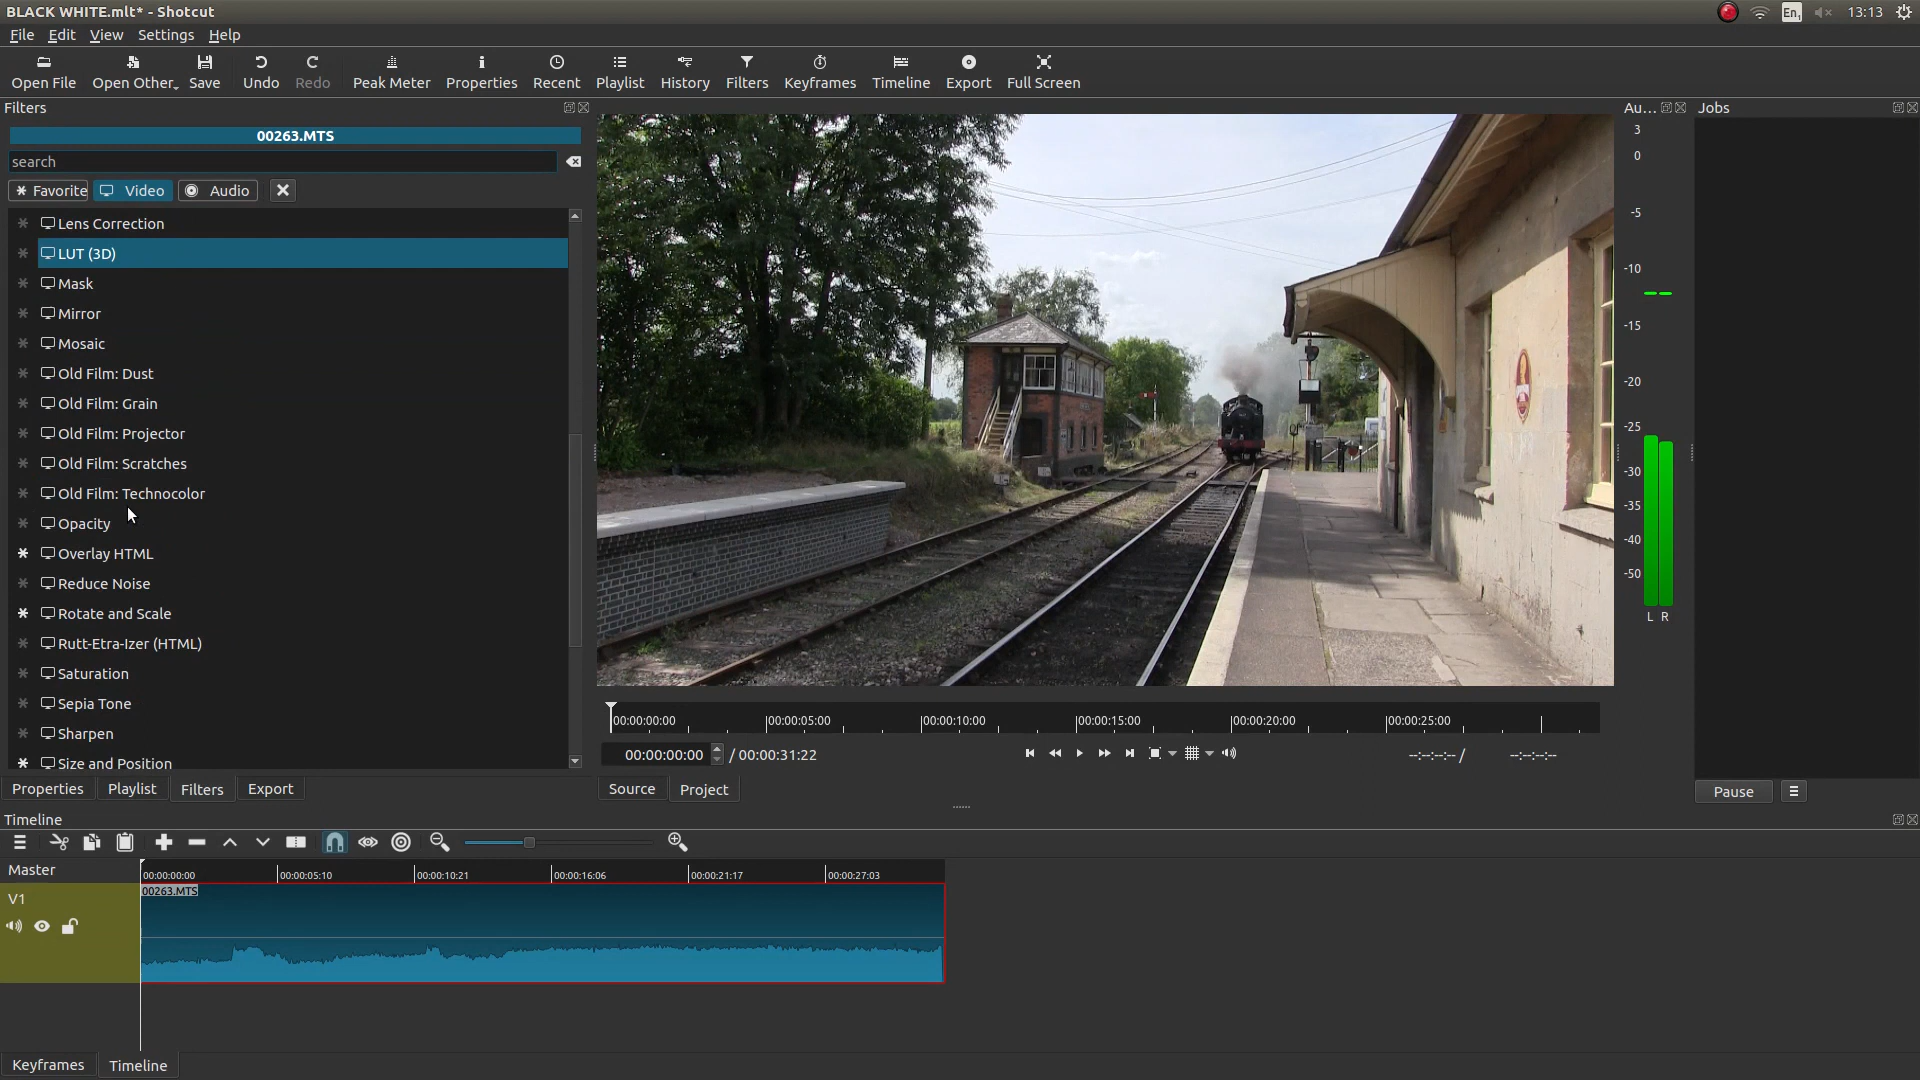 BLACK WHITE.mlt* - Shotcut
En,
13:13
File Edit View Settings Help
Open File Open Other Save Undo Redo Peak Meter Properties Recent Playlist History Filters Keyframes Timeline Export Full Screen
Filters
Au...
Jobs
00263.MTS
search
Favorite Video Audio
Lens Correction
LUT (3D)
Mask
Mirror
Mosaic
Old Film: Dust
Old Film: Grain
Old Film: Projector
Old Film: Scratches
Old Film: Technocolor
Opacity
Overlay HTML
Reduce Noise
Rotate and Scale
Rutt-Etra-Izer (HTML)
Saturation
Sepia Tone
Sharpen
Size and Position
3
0
-5
-10
-15
-20
-25
-30
-35
-40
-50
L R
00:00:00:00 00:00:05:00 00:00:10:00 00:00:15:00 00:00:20:00 00:00:25:00
00:00:00:00 / 00:00:31:22
--:--:--:-- / --:--:--:--
Properties Playlist Filters Export
Source Project
Pause
Timeline
Master
00:00:00:00 00:00:05:10 00:00:10:21 00:00:16:06 00:00:21:17 00:00:27:03
00263.MTS
V1
Keyframes Timeline